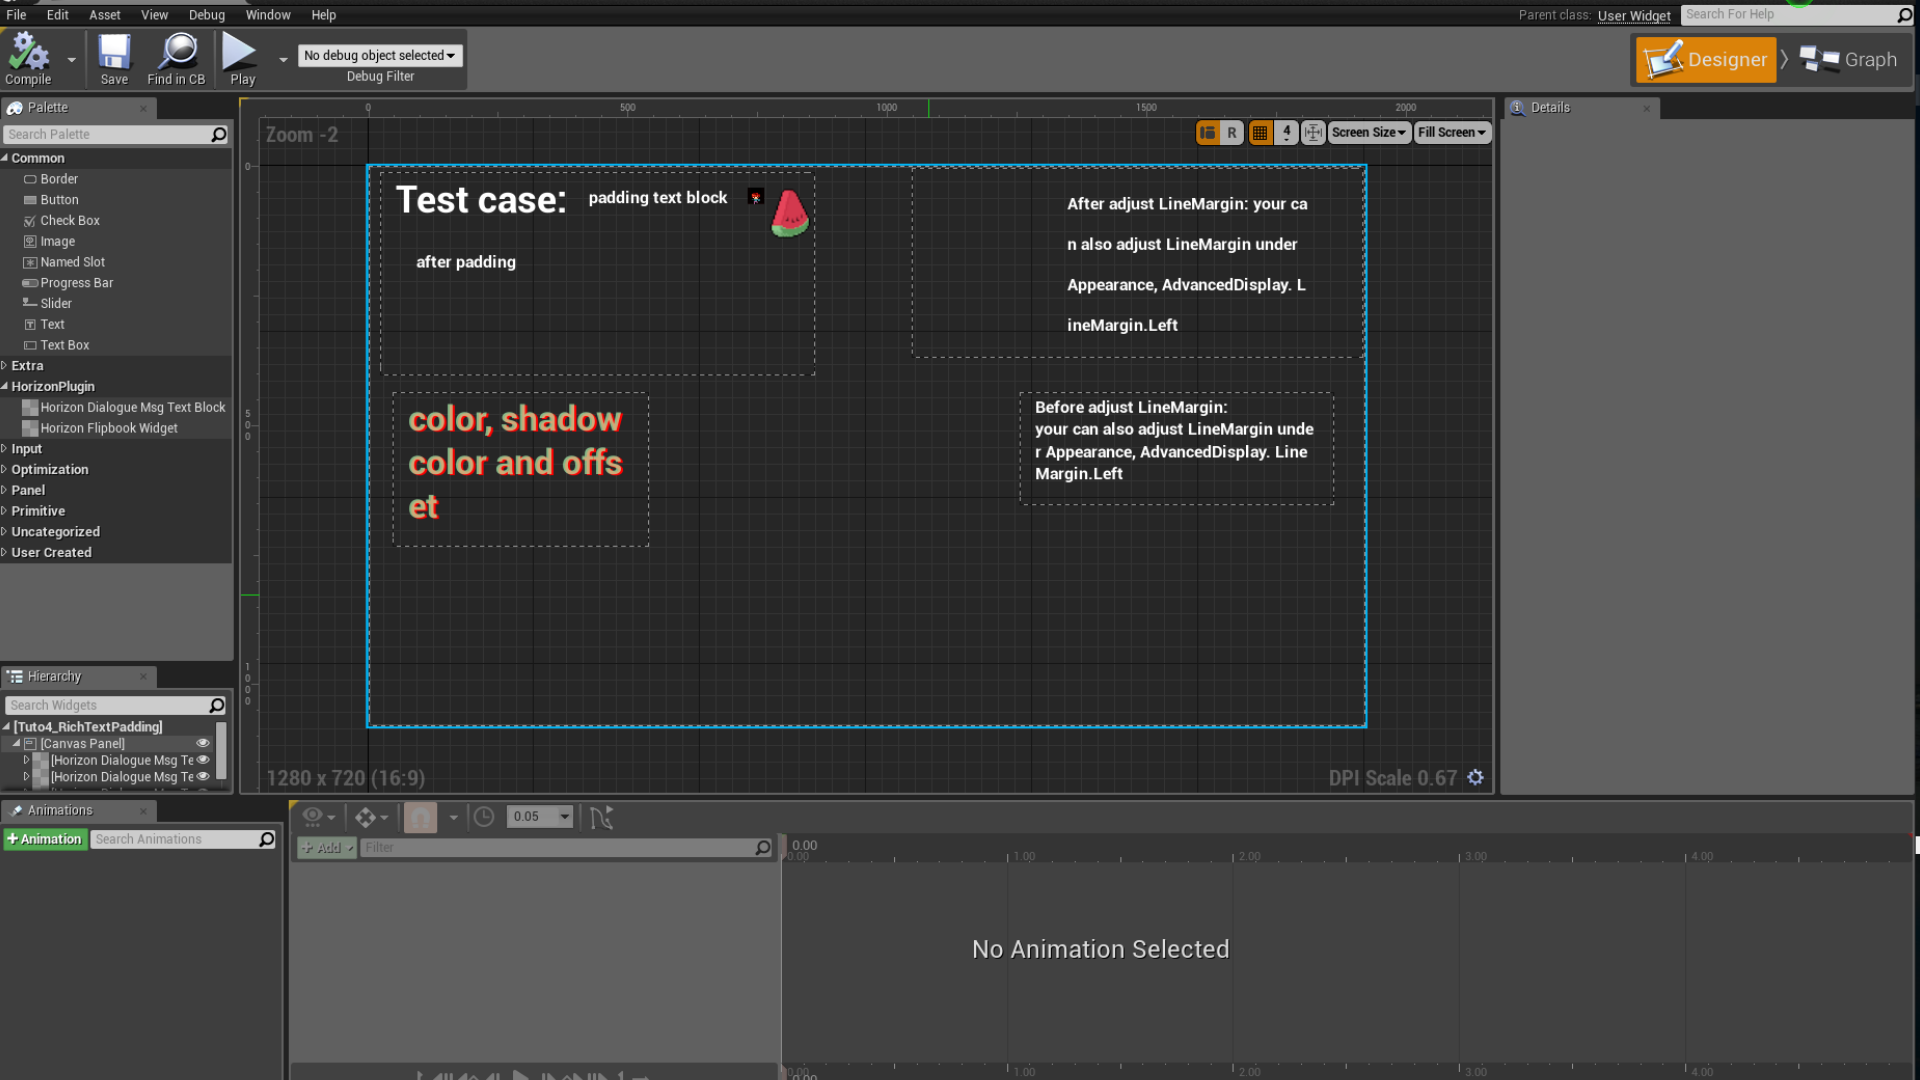 File Edit Asset View Debug Window Help
Parent class: User Widget Search For Help
Compile Save Find in CB Play
No debug object selected
Debug Filter
Designer Graph
Palette
Search Palette
Common
Border
Button
Check Box
Image
Named Slot
Progress Bar
Slider
Text
Text Box
Extra
HorizonPlugin
Horizon Dialogue Msg Text Block
Horizon Flipbook Widget
Input
Optimization
Panel
Primitive
Uncategorized
User Created
Hierarchy
Search Widgets
[Tuto4_RichTextPadding]
[Canvas Panel]
[Horizon Dialogue Msg Te
[Horizon Dialogue Msg Te
0 500 1000 1500 2000
Zoom -2
R 4 Screen Size Fill Screen
0
500
1000
Test case: padding text block
after padding
After adjust LineMargin: your ca
n also adjust LineMargin under
Appearance, AdvancedDisplay. L
ineMargin.Left
color, shadow
color and offs
et
Before adjust LineMargin:
your can also adjust LineMargin unde
r Appearance, AdvancedDisplay. Line
Margin.Left
1280 x 720 (16:9)
DPI Scale 0.67
Details
Animations
+Animation Search Animations
0.05
+ Add Filter
0.00
0.00 1.00 2.00 3.00 4.00
No Animation Selected
0.00 1.00 2.00 3.00 4.00
0.00